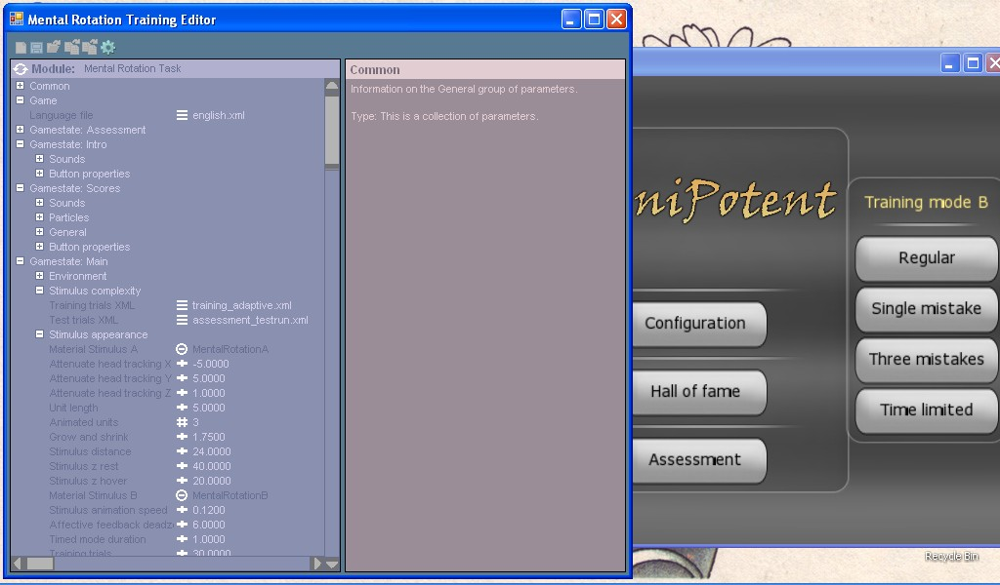 Mental Rotation Training Editor
Module: Mental Rotation Task
Common
Game
Language file english.xml
Gamestate: Assessment
Gamestate: Intro
Sounds
Button properties
Gamestate: Scores
Sounds
Particles
General
Button properties
Gamestate: Main
Environment
Stimulus complexity
Training trials XML training_adaptive.xml
Test trials XML assessment_testrun.xml
Stimulus appearance
Material Stimulus A MentalRotationA
Attenuate head tracking X -5.0000
Attenuate head tracking Y 5.0000
Attenuate head tracking Z 1.0000
Unit length 5.0000
Animated units 3
Grow and shrink 1.7500
Stimulus distance 24.0000
Stimulus z rest 40.0000
Stimulus z hover 20.0000
Material Stimulus B MentalRotationB
Stimulus animation speed 0.1200
Affective feedback deadz 6.0000
Timed mode duration 1.0000
Training trials 30.0000
Common
Information on the General group of parameters.
Type: This is a collection of parameters.
niPotent
Configuration
Hall of fame
Assessment
Training mode B
Regular
Single mistake
Three mistakes
Time limited
Recycle Bin